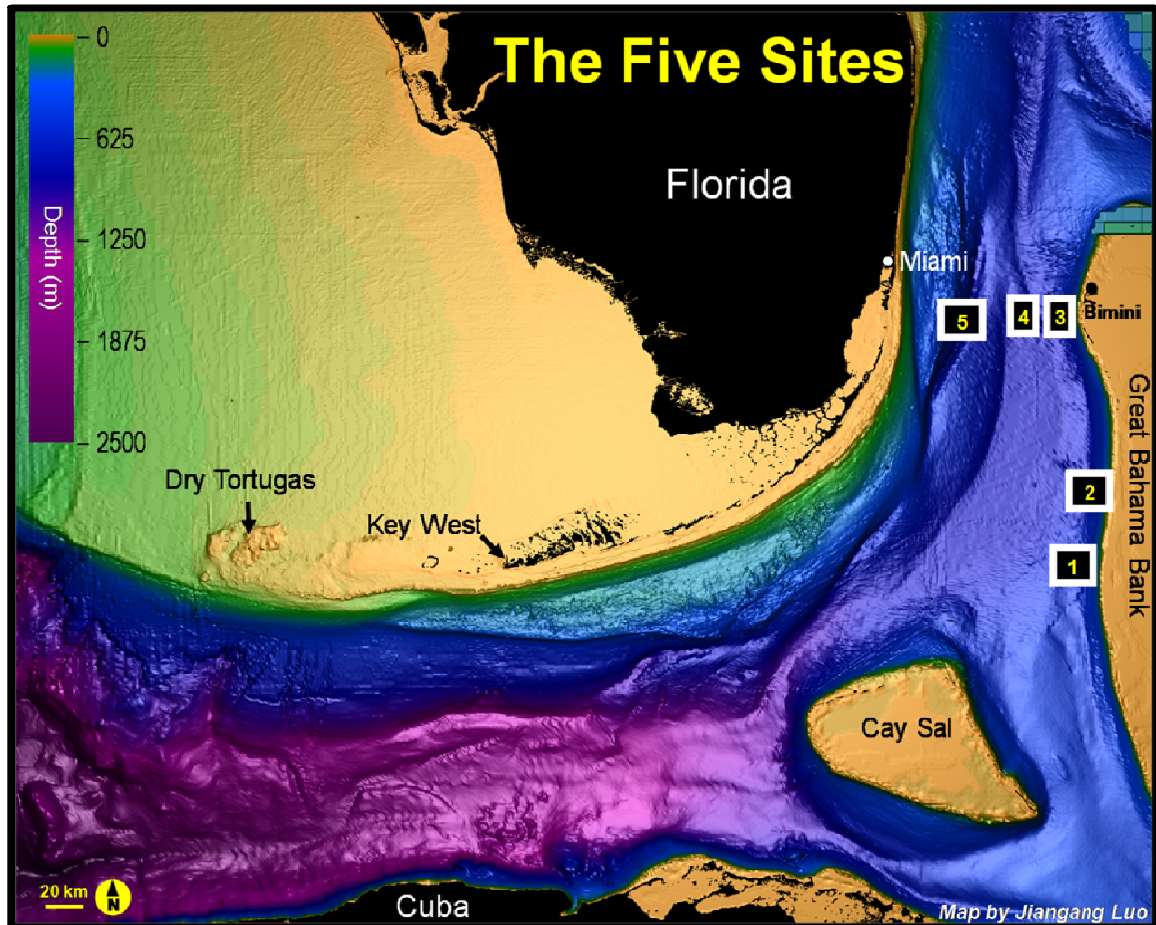 The Five Sites
0
625
1250
1875
2500
Depth (m)
Florida
Miami
5
4
3
Bimini
Great Bahama Bank
2
1
Dry Tortugas
Key West
Cay Sal
20 km
N
Cuba
Map by Jiangang Luo